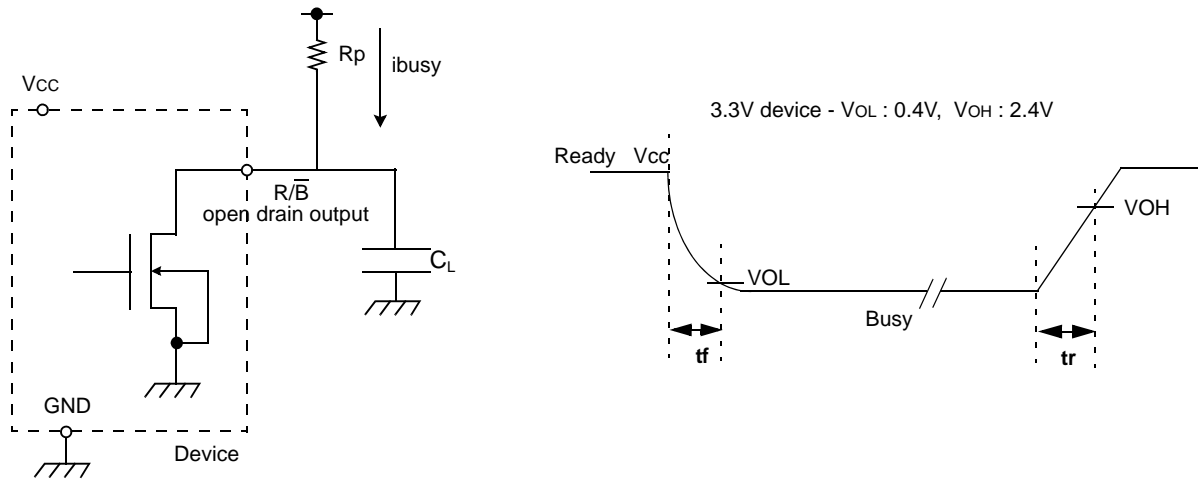 Rp
ibusy
VCC
R/B̅
open drain output
CL
GND
Device
3.3V device - VOL : 0.4V, VOH : 2.4V
Ready Vcc
VOH
VOL
Busy
tf
tr